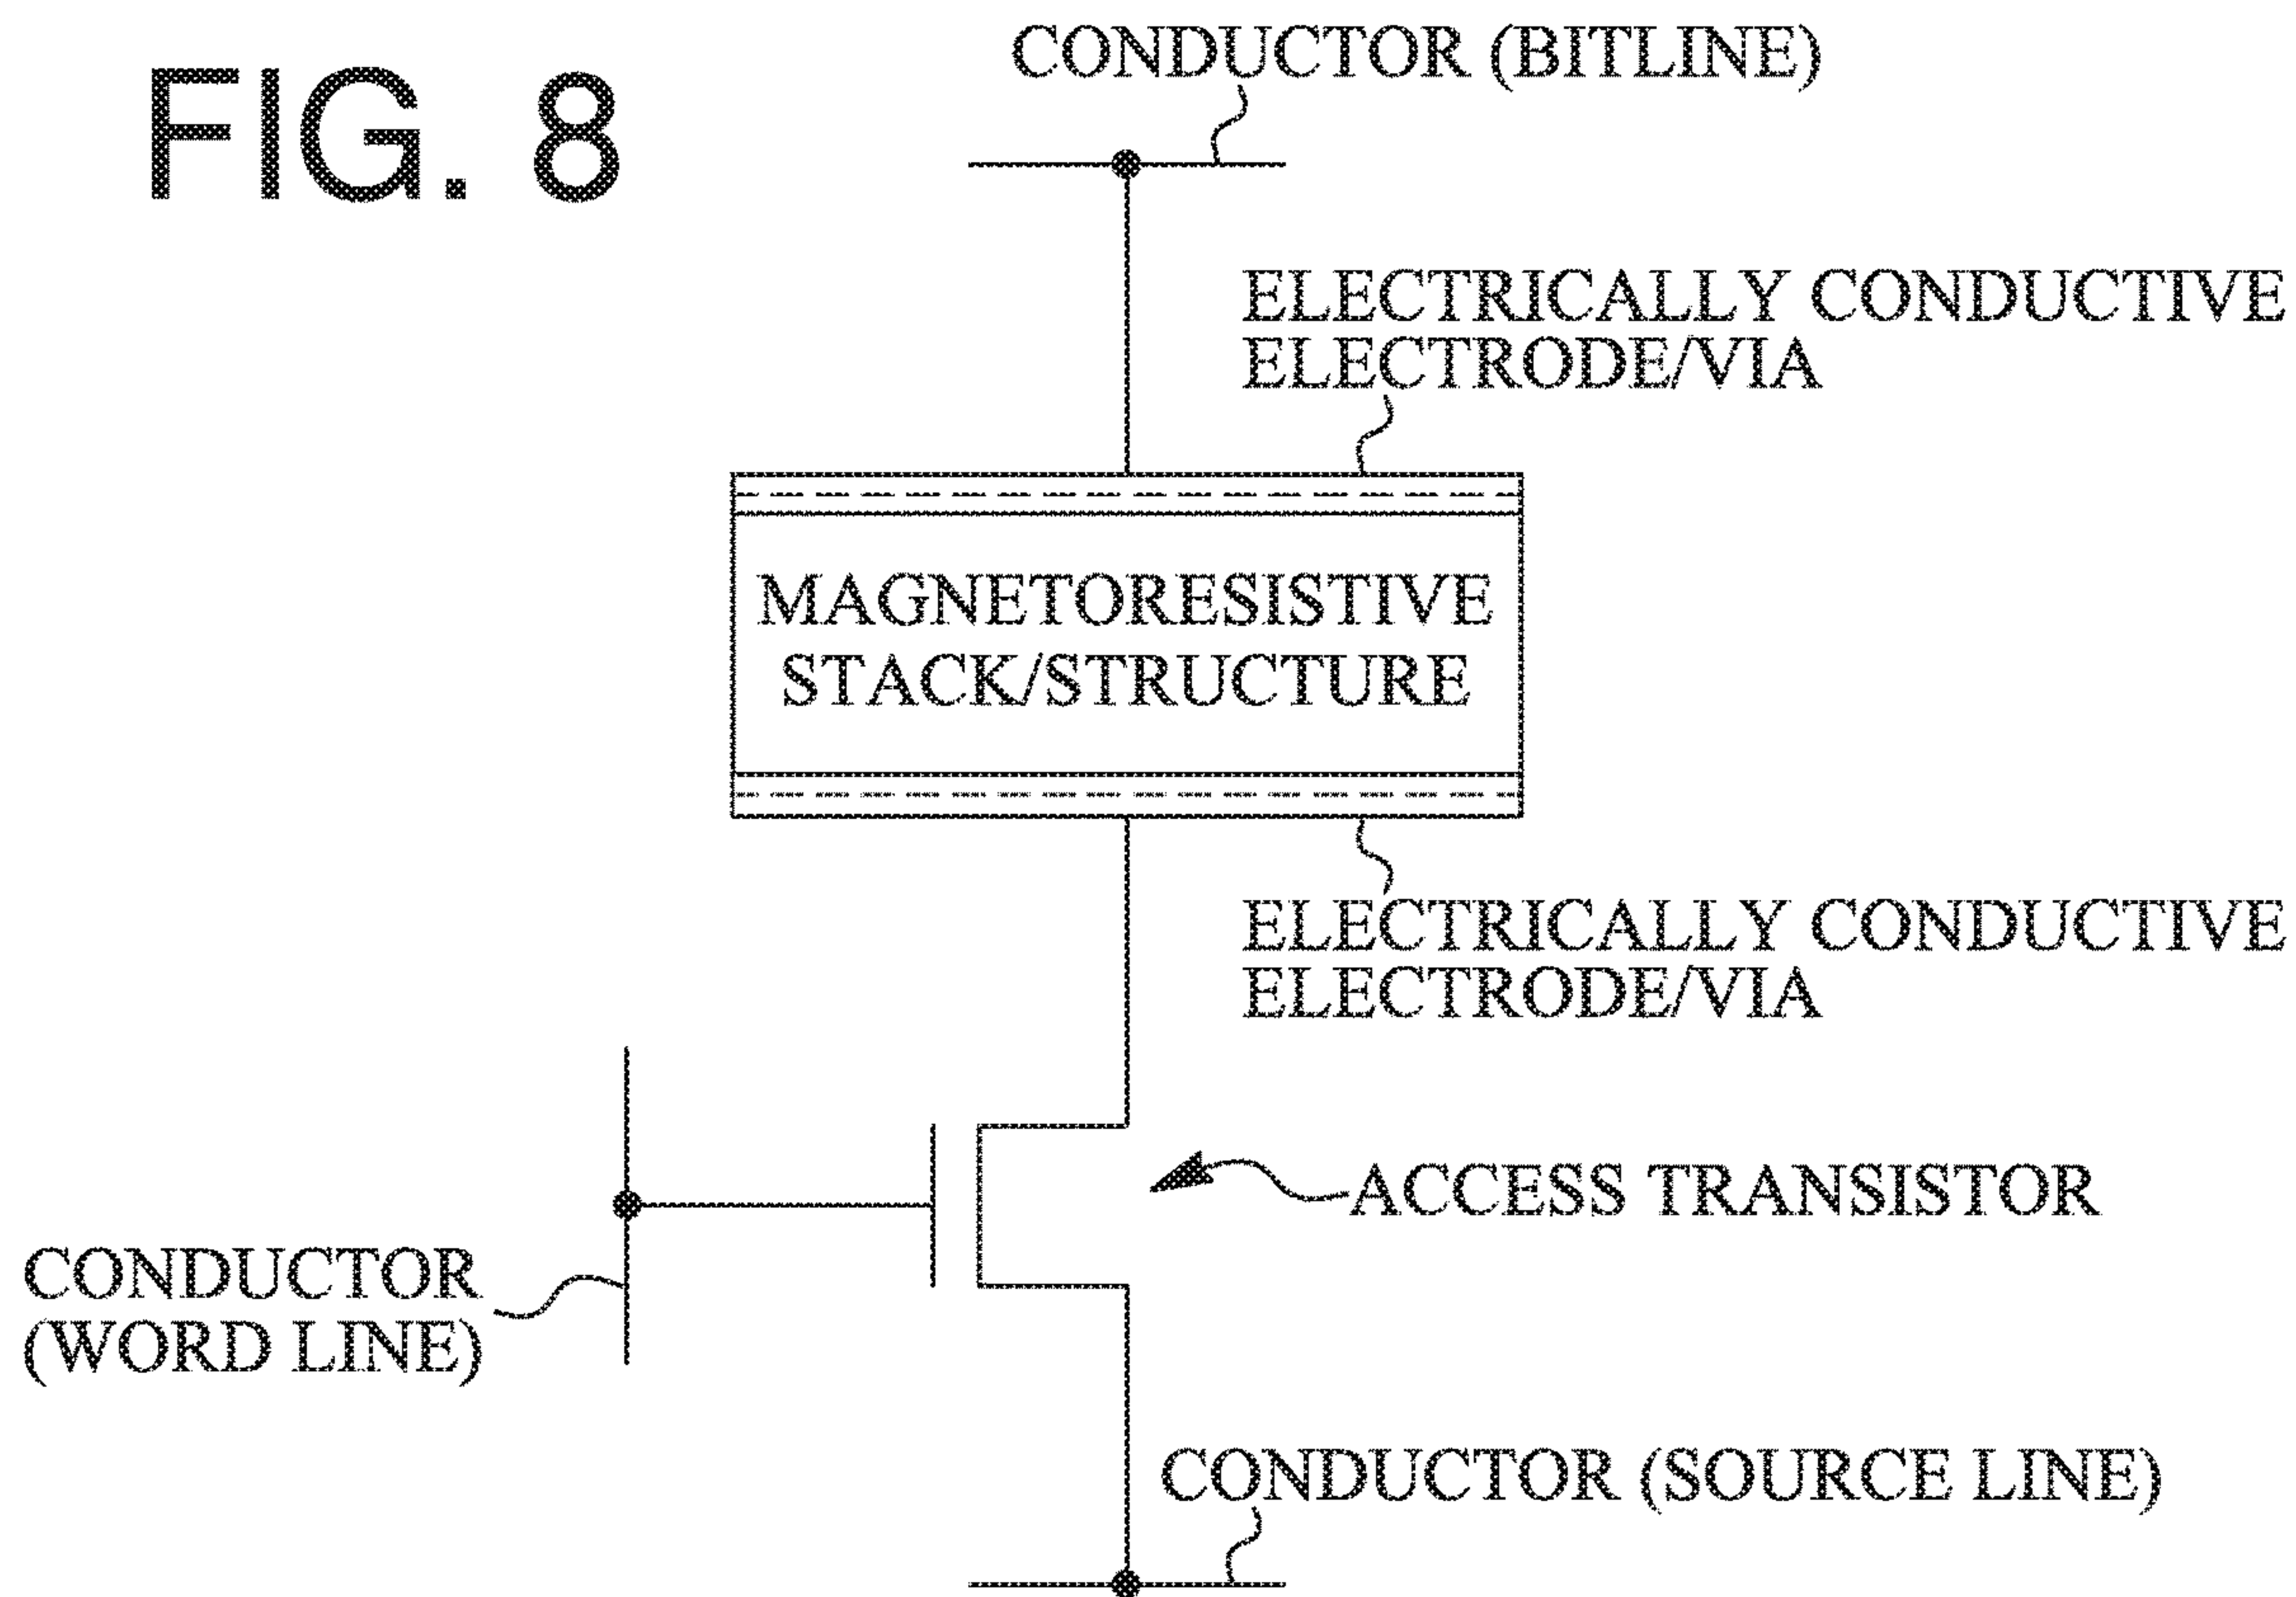 FIG. 8
CONDUCTOR (BITLINE)
ELECTRICALLY CONDUCTIVE
ELECTRODE/VIA
MAGNETORESISTIVE
STACK/STRUCTURE
ELECTRICALLY CONDUCTIVE
ELECTRODE/VIA
ACCESS TRANSISTOR
CONDUCTOR
(WORD LINE)
CONDUCTOR (SOURCE LINE)